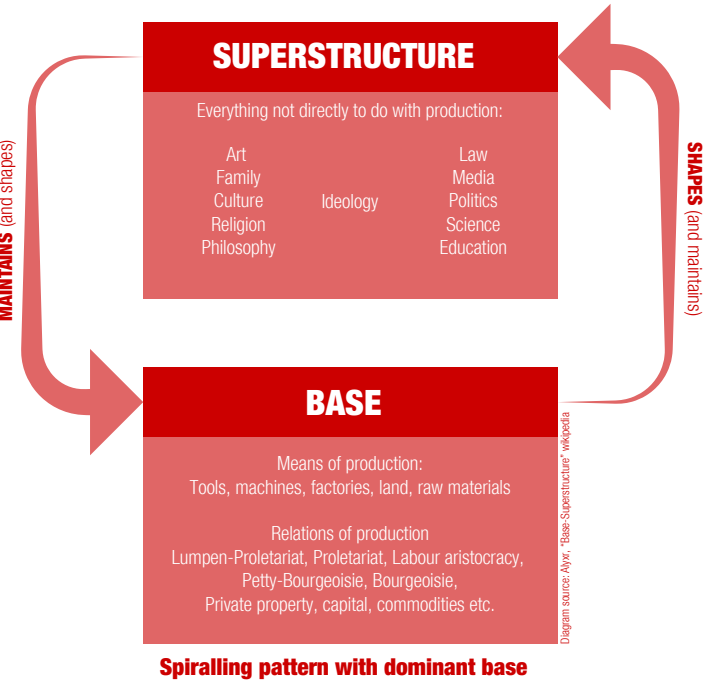 SUPERSTRUCTURE
Everything not directly to do with production:
Art
Family
Culture
Religion
Philosophy
Ideology
Law
Media
Politics
Science
Education
MAINTAINS (and shapes)
SHAPES (and maintains)
BASE
Means of production:
Tools, machines, factories, land, raw materials
Relations of production
Lumpen-Proletariat, Proletariat, Labour aristocracy,
Petty-Bourgeoisie, Bourgeoisie,
Private property, capital, commodities etc.
Diagram source: Alyxr, "Base-Superstructure" wikipedia
Spiralling pattern with dominant base